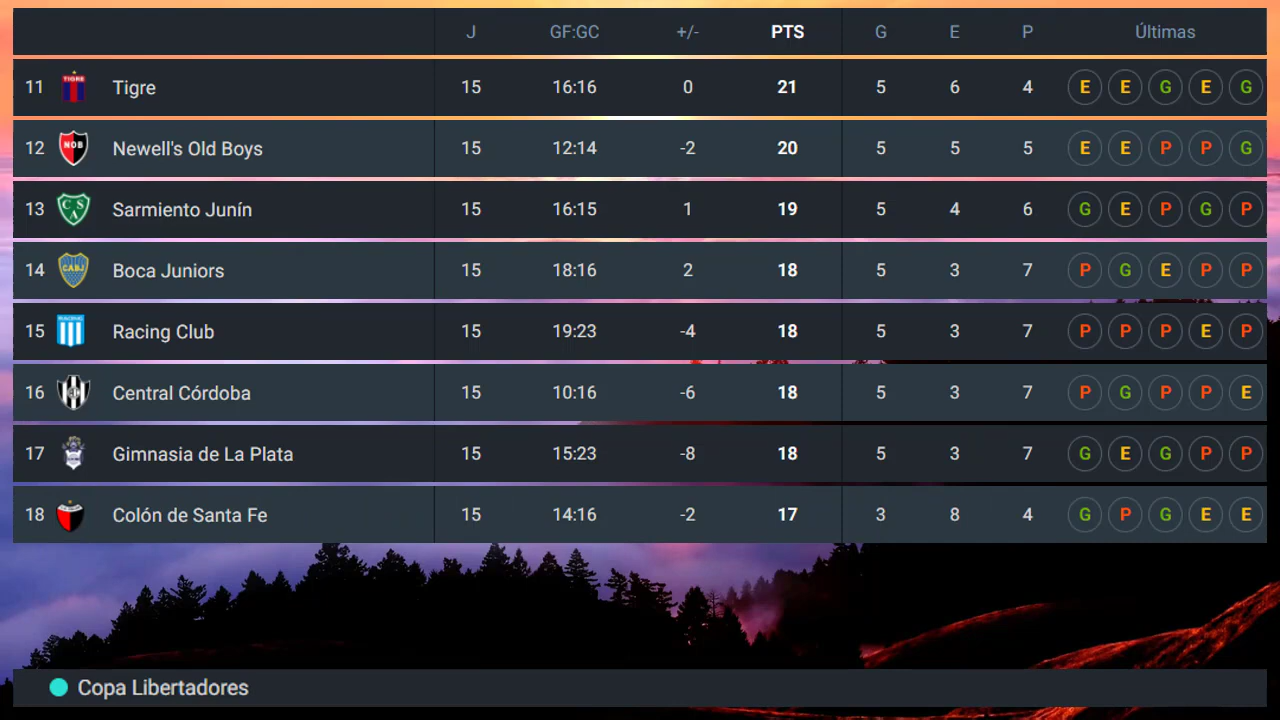 J GF:GC +/- PTS G E P Últimas
11 TIGRE Tigre 15 16:16 0 21 5 6 4 E E G E G
12 NOB Newell's Old Boys 15 12:14 -2 20 5 5 5 E E P P G
13 CSA Sarmiento Junín 15 16:15 1 19 5 4 6 G E P G P
14 CABJ Boca Juniors 15 18:16 2 18 5 3 7 P G E P P
15 RACING Racing Club 15 19:23 -4 18 5 3 7 P P P E P
16 Central Córdoba 15 10:16 -6 18 5 3 7 P G P P E
17 Gimnasia de La Plata 15 15:23 -8 18 5 3 7 G E G P P
18 Colón de Santa Fe 15 14:16 -2 17 3 8 4 G P G E E
Copa Libertadores